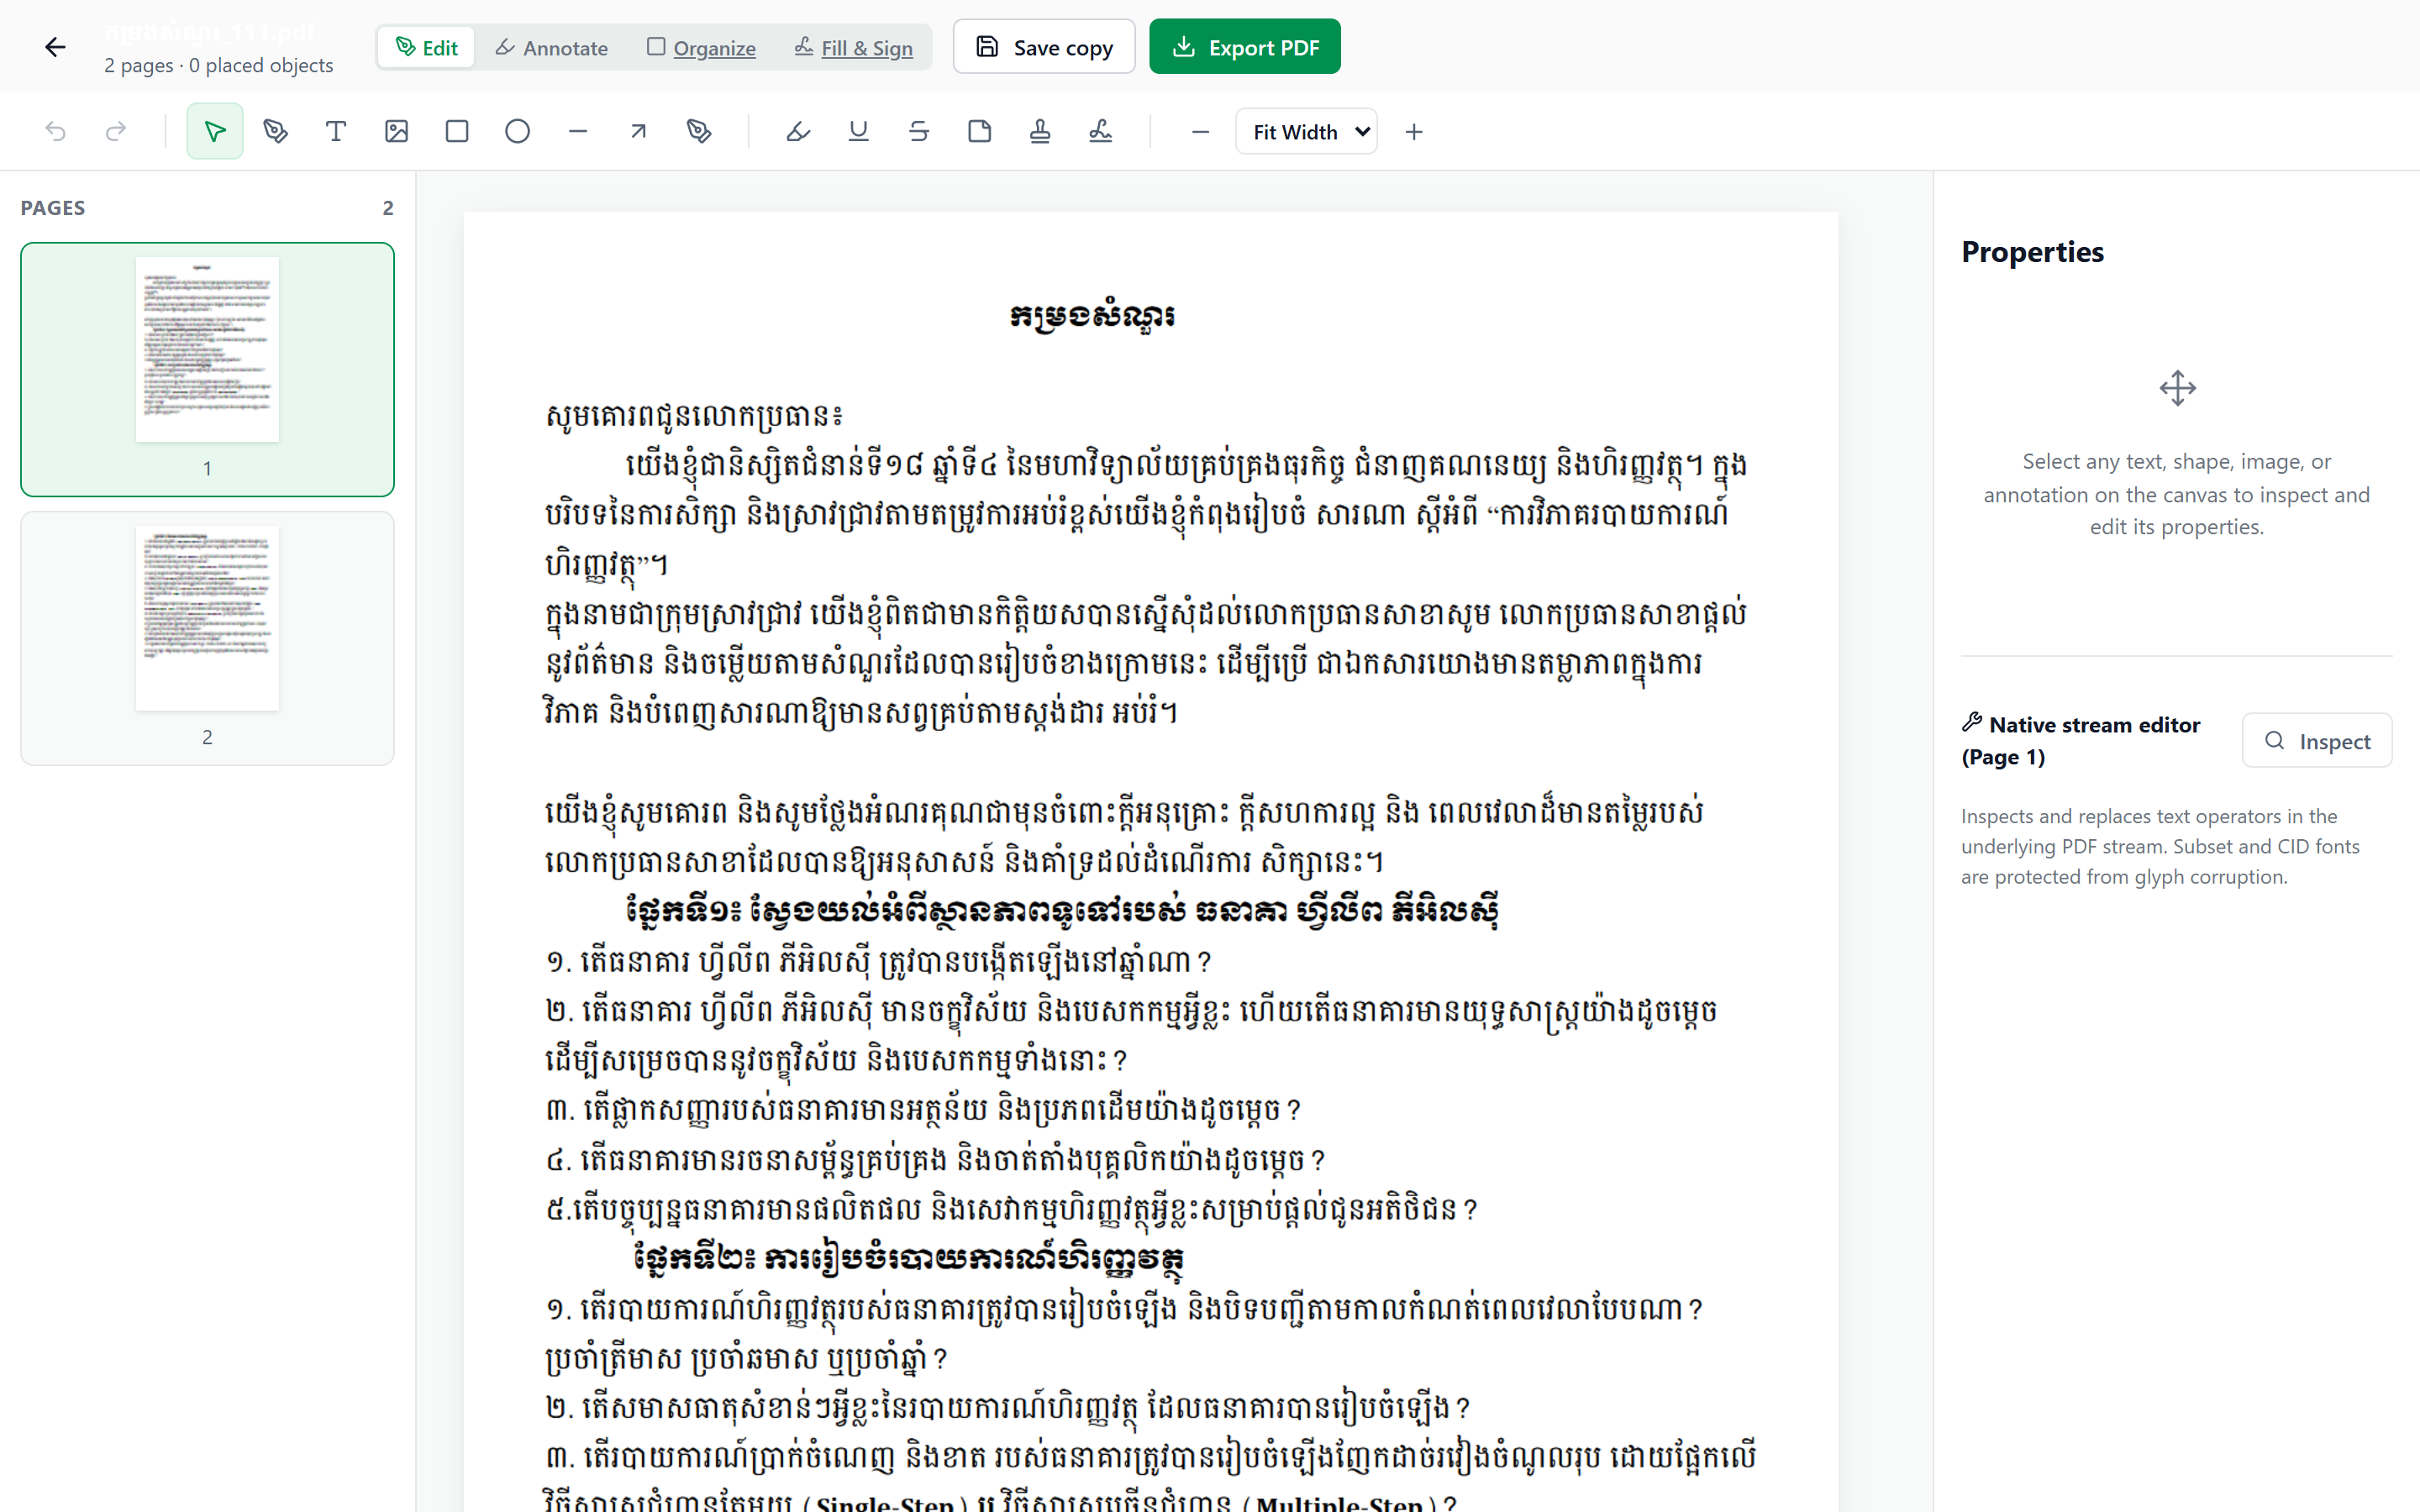 កម្រងសំណួរ_111.pdf
2 pages · 0 placed objects
Edit
Annotate
Organize
Fill & Sign
Save copy
Export PDF
Fit Width
PAGES 2
1
2
កម្រងសំណួរ
សូមគោរពជូនលោកប្រធាន៖
យើងខ្ញុំជានិស្សិតជំនាន់ទី១៨ ឆ្នាំទី៤ នៃមហាវិទ្យាល័យគ្រប់គ្រងធុរកិច្ច ជំនាញគណនេយ្យ និងហិរញ្ញវត្ថុ។ ក្នុង
បរិបទនៃការសិក្សា និងស្រាវជ្រាវតាមតម្រូវការអប់រំខ្ពស់យើងខ្ញុំកំពុងរៀបចំ សារណា ស្តីអំពី “ការវិភាគរបាយការណ៍
ហិរញ្ញវត្ថុ”។
ក្នុងនាមជាក្រុមស្រាវជ្រាវ យើងខ្ញុំពិតជាមានកិត្តិយសបានស្នើសុំដល់លោកប្រធានសាខាសូម លោកប្រធានសាខាផ្តល់
នូវព័ត៌មាន និងចម្លើយតាមសំណួរដែលបានរៀបចំខាងក្រោមនេះ ដើម្បីប្រើ ជាឯកសារយោងមានតម្លាភាពក្នុងការ
វិភាគ និងបំពេញសារណាឱ្យមានសព្វគ្រប់តាមស្តង់ដារ អប់រំ។
យើងខ្ញុំសូមគោរព និងសូមថ្លែងអំណរគុណជាមុនចំពោះក្តីអនុគ្រោះ ក្តីសហការល្អ និង ពេលវេលាដ៏មានតម្លៃរបស់
លោកប្រធានសាខាដែលបានឱ្យអនុសាសន៍ និងគាំទ្រដល់ដំណើរការ សិក្សានេះ។
ផ្នែកទី១៖ ស្វែងយល់អំពីស្ថានភាពទូទៅរបស់ ធនាគា ហ្វីលីព ភីអិលស៊ី
១. តើធនាគារ ហ្វីលីព ភីអិលស៊ី ត្រូវបានបង្កើតឡើងនៅឆ្នាំណា?
២. តើធនាគារ ហ្វីលីព ភីអិលស៊ី មានចក្ខុវិស័យ និងបេសកកម្មអ្វីខ្លះ ហើយតើធនាគារមានយុទ្ធសាស្ត្រយ៉ាងដូចម្តេច
ដើម្បីសម្រេចបាននូវចក្ខុវិស័យ និងបេសកកម្មទាំងនោះ?
៣. តើផ្លាកសញ្ញារបស់ធនាគារមានអត្ថន័យ និងប្រភពដើមយ៉ាងដូចម្តេច?
៤. តើធនាគារមានរចនាសម្ព័ន្ធគ្រប់គ្រង និងចាត់តាំងបុគ្គលិកយ៉ាងដូចម្តេច?
៥.តើបច្ចុប្បន្នធនាគារមានផលិតផល និងសេវាកម្មហិរញ្ញវត្ថុអ្វីខ្លះសម្រាប់ផ្តល់ជូនអតិថិជន?
ផ្នែកទី២៖ ការរៀបចំរបាយការណ៍ហិរញ្ញវត្ថុ
១. តើរបាយការណ៍ហិរញ្ញវត្ថុរបស់ធនាគារត្រូវបានរៀបចំឡើង និងបិទបញ្ជីតាមកាលកំណត់ពេលវេលាបែបណា?
ប្រចាំត្រីមាស ប្រចាំឆមាស ឬប្រចាំឆ្នាំ?
២. តើសមាសធាតុសំខាន់ៗអ្វីខ្លះនៃរបាយការណ៍ហិរញ្ញវត្ថុ ដែលធនាគារបានរៀបចំឡើង?
៣. តើរបាយការណ៍ប្រាក់ចំណេញ និងខាត របស់ធនាគារត្រូវបានរៀបចំឡើងញែកដាច់រវៀងចំណូលរុប ដោយផ្អែកលើ
វិធីសាស្រ្តជំហានតែមួយ (Single-Step) ឬ វិធីសាស្រ្តច្រើនជំហាន (Multiple-Step)?
Properties
Select any text, shape, image, or
annotation on the canvas to inspect and
edit its properties.
Native stream editor
(Page 1)
Inspect
Inspects and replaces text operators in the
underlying PDF stream. Subset and CID fonts
are protected from glyph corruption.